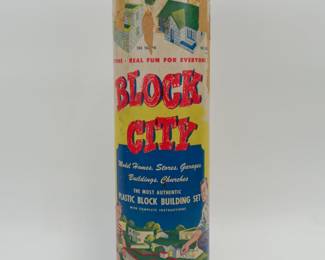 REAL FUN FOR EVERYONE
BLOCK
CITY
Model Homes, Stores, Garages
Buildings, Churches
THE MOST AUTHENTIC
PLASTIC BLOCK BUILDING SET
WITH COMPLETE INSTRUCTIONS